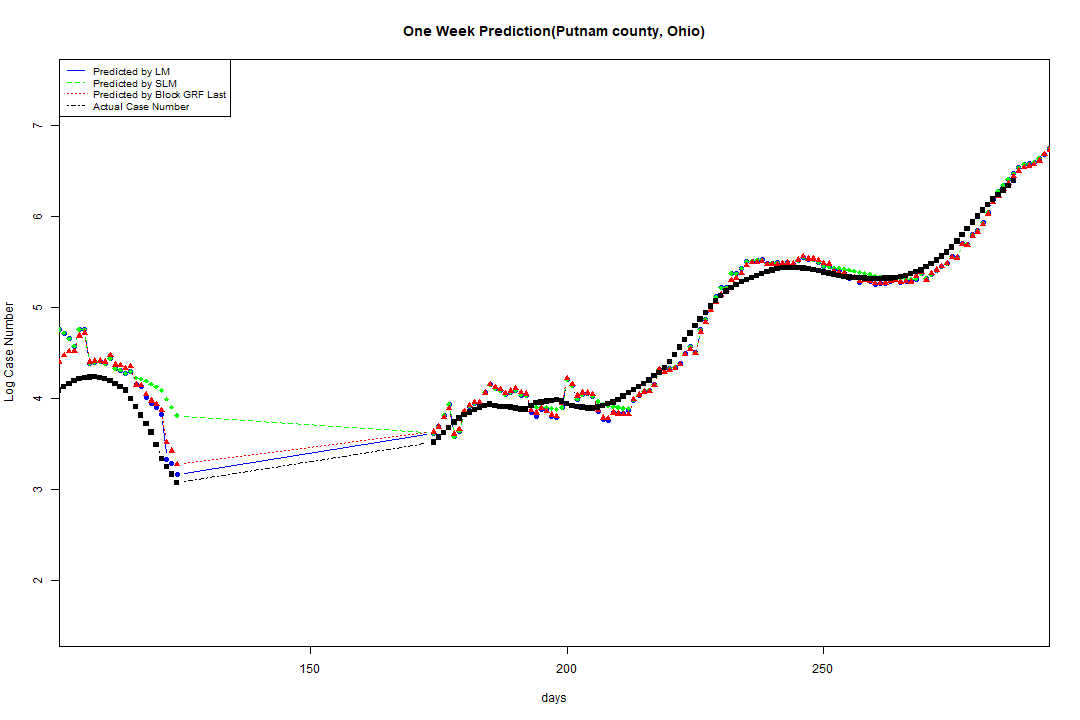 One Week Prediction(Putnam county, Ohio)
Predicted by LM
Predicted by SLM
Predicted by Block GRF Last
Actual Case Number
Log Case Number
7
6
5
4
3
2
150 200 250
days